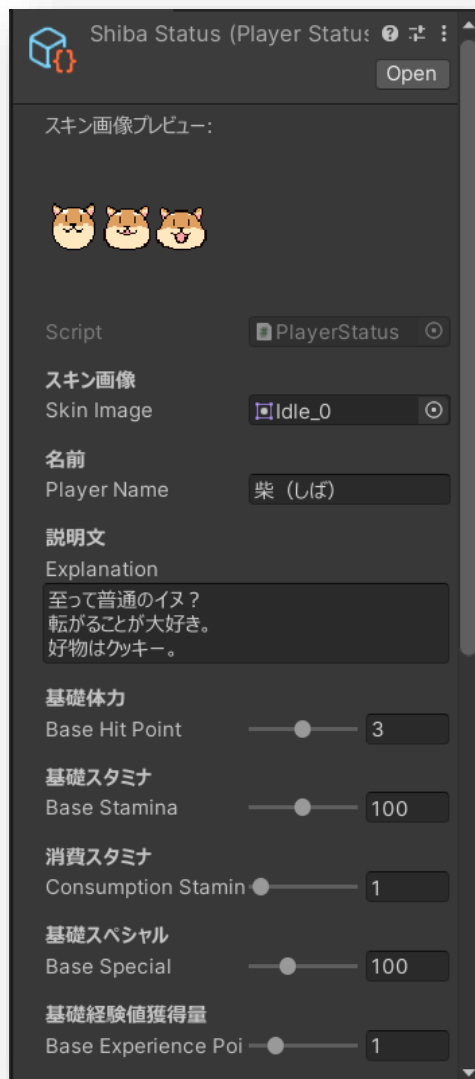 Shiba Status (Player Status
Open
スキン画像プレビュー:
Script
PlayerStatus
スキン画像
Skin Image
Idle_0
名前
Player Name
柴（しば）
説明文
Explanation
至って普通のイヌ？
転がることが大好き。
好物はクッキー。
基礎体力
Base Hit Point
3
基礎スタミナ
Base Stamina
100
消費スタミナ
Consumption Stamin
1
基礎スペシャル
Base Special
100
基礎経験値獲得量
Base Experience Poi
1